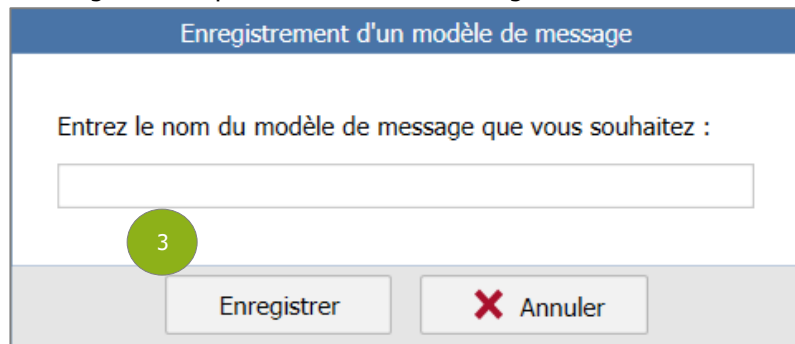 Enregistrement d'un modèle de message
Entrez le nom du modèle de message que vous souhaitez :
3
Enregistrer
Annuler